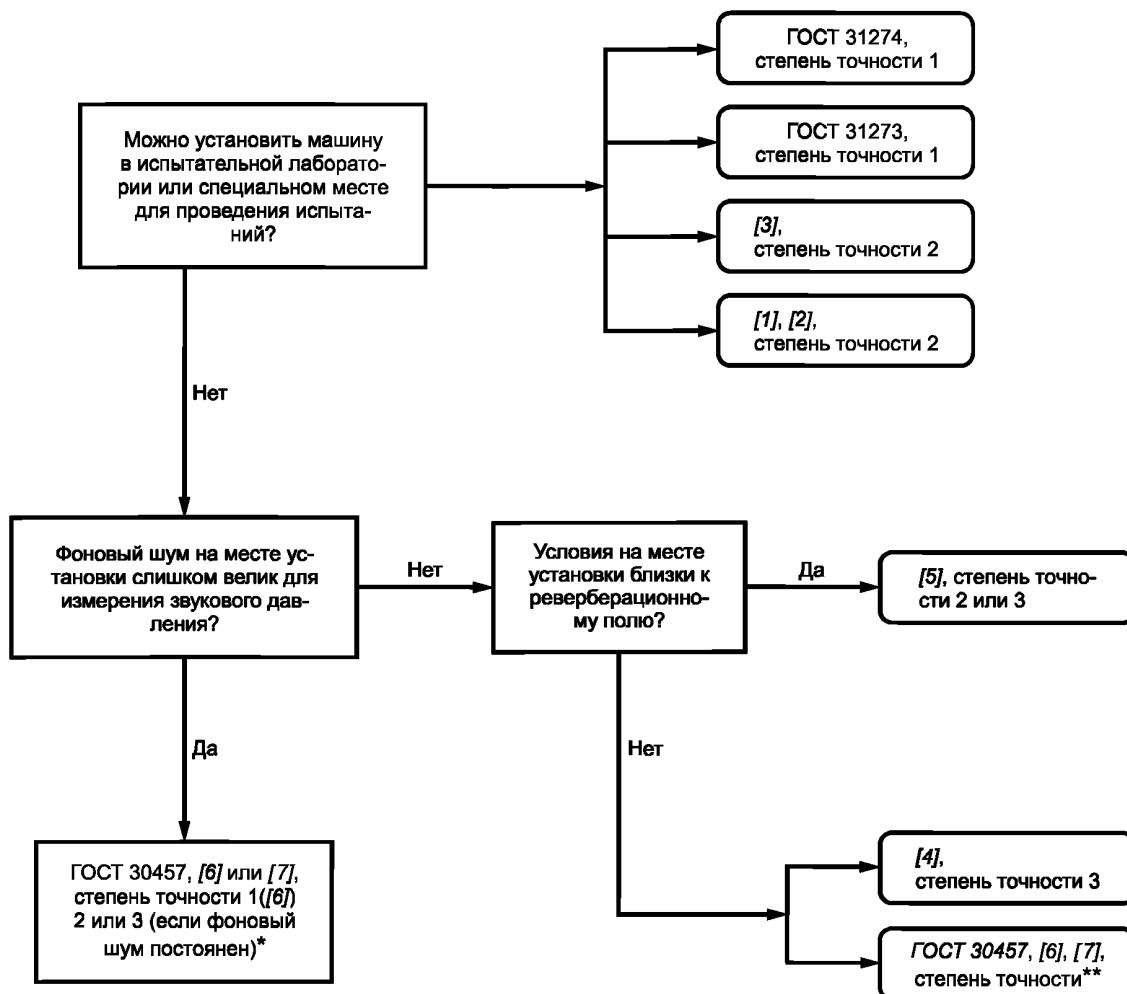 ГОСТ 31274,
степень точности 1
Можно установить машину
в испытательной лаборато-
рии или специальном месте
для проведения испыта-
ний?
ГОСТ 31273,
степень точности 1
[3],
степень точности 2
[1], [2],
степень точности 2
Нет
Фоновый шум на месте ус-
тановки слишком велик для
измерения звукового дав-
ления?
Нет
Условия на месте
установки близки к
реверберационно-
му полю?
Да
[5], степень точно-
сти 2 или 3
Да
Нет
ГОСТ 30457, [6] или [7],
степень точности 1([6])
2 или 3 (если фоновый
шум постоянен)*
[4],
степень точности 3
ГОСТ 30457, [6], [7],
степень точности**